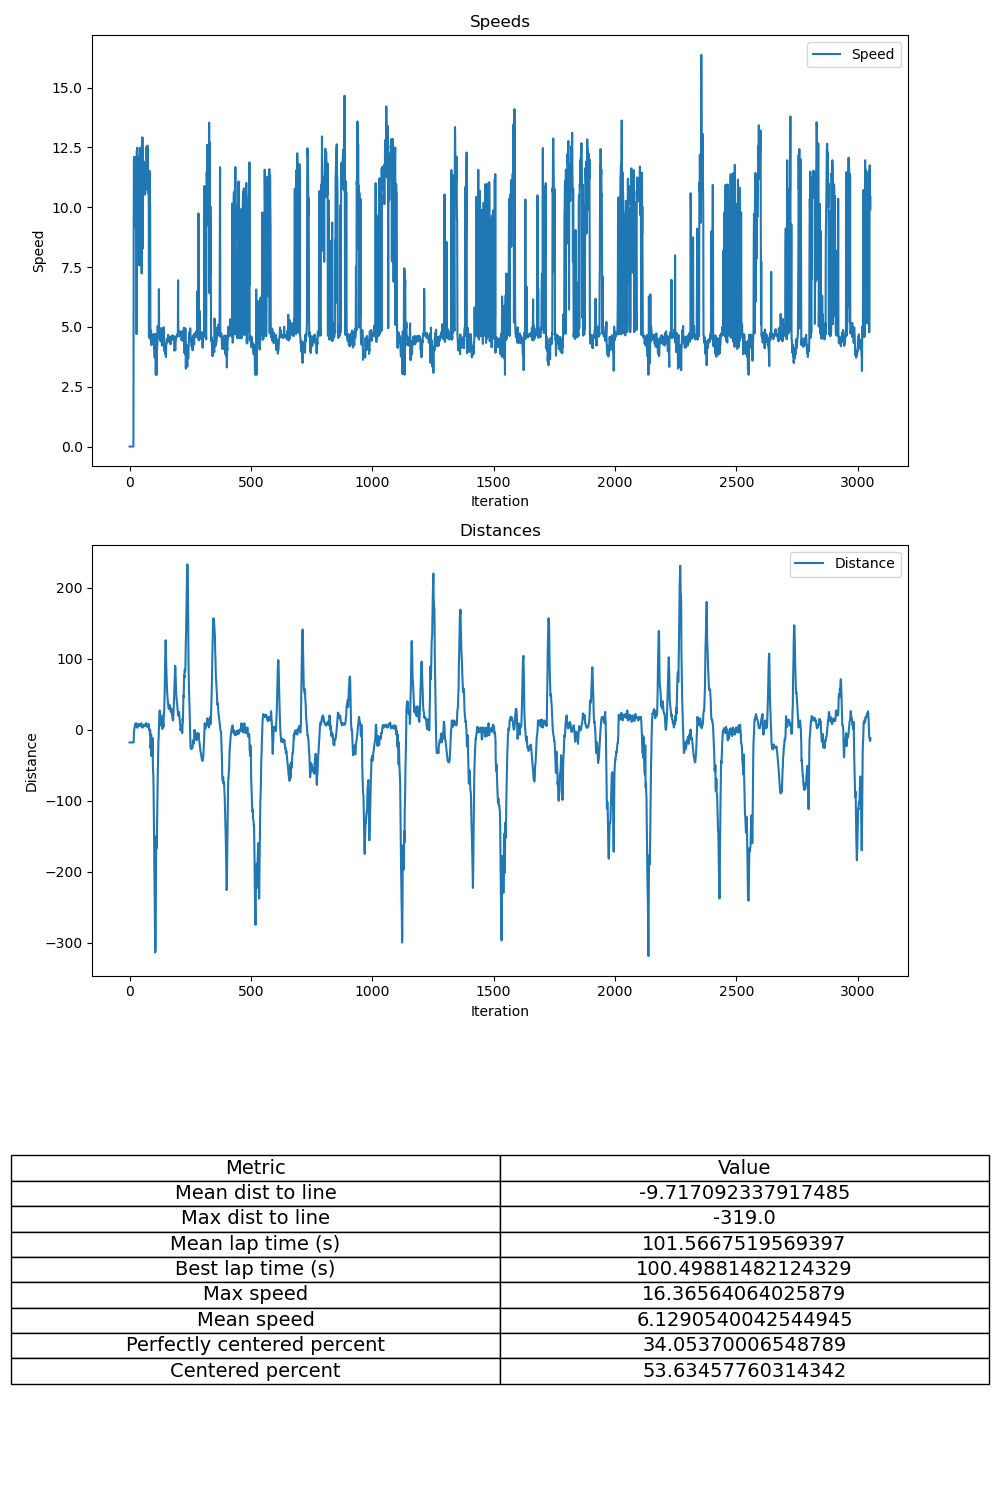 Speeds
Speed
15.0
12.5
10.0
7.5
5.0
2.5
0.0
Speed
0 500 1000 1500 2000 2500 3000
Iteration
Distances
Distance
200
100
0
−100
−200
−300
Distance
0 500 1000 1500 2000 2500 3000
Iteration
Metric Value
Mean dist to line -9.717092337917485
Max dist to line -319.0
Mean lap time (s) 101.5667519569397
Best lap time (s) 100.49881482124329
Max speed 16.36564064025879
Mean speed 6.1290540042544945
Perfectly centered percent 34.05370006548789
Centered percent 53.63457760314342